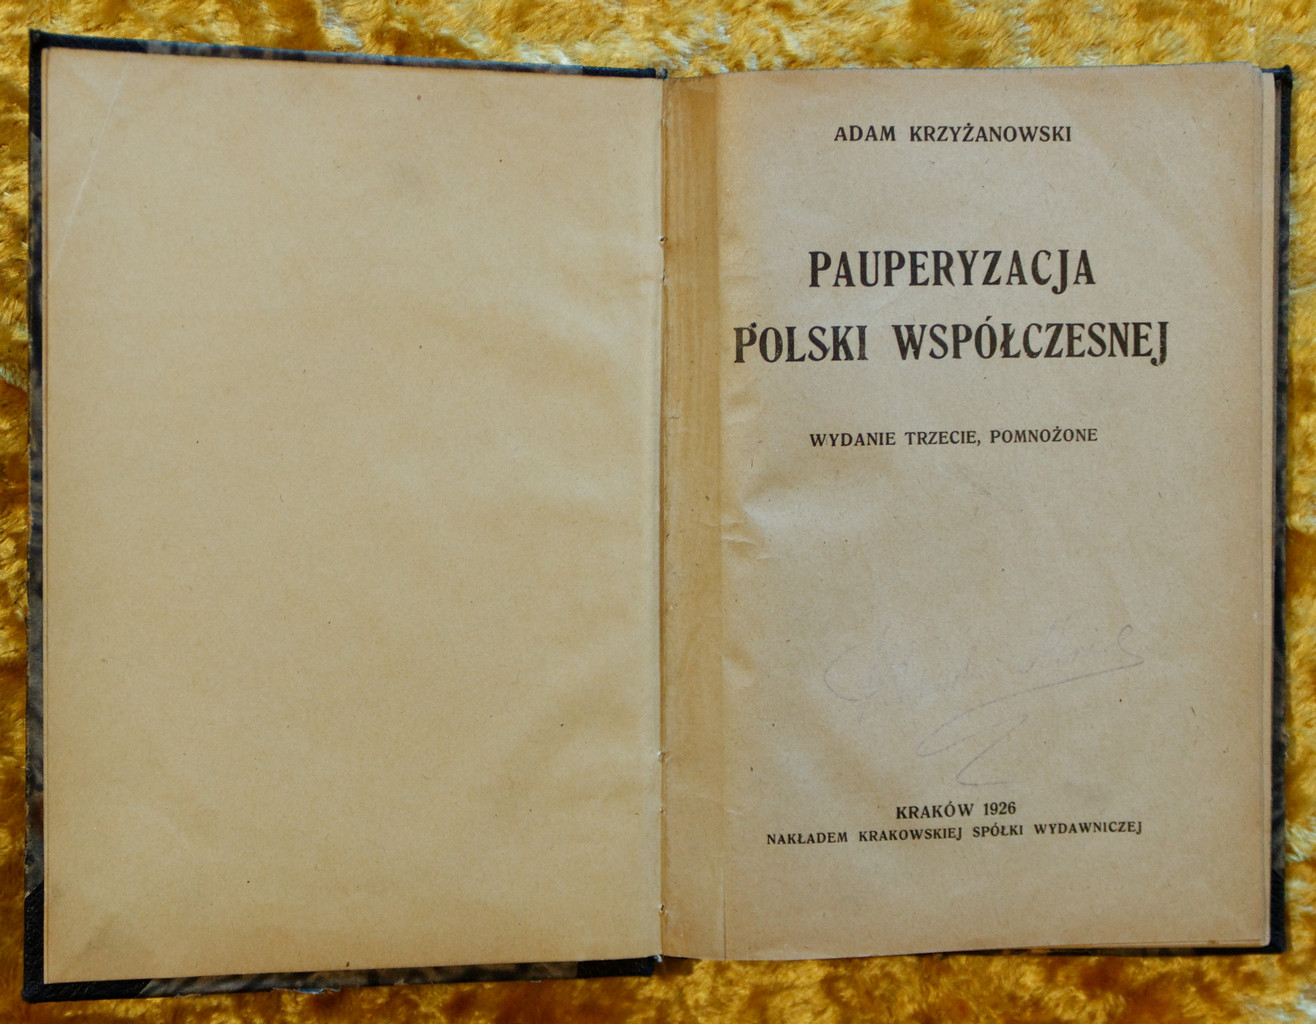 ADAM KRZYŻANOWSKI
PAUPERYZACJA
POLSKI WSPÓŁCZESNEJ
WYDANIE TRZECIE, POMNOŻONE
KRAKÓW 1926
NAKŁADEM KRAKOWSKIEJ SPÓŁKI WYDAWNICZEJ